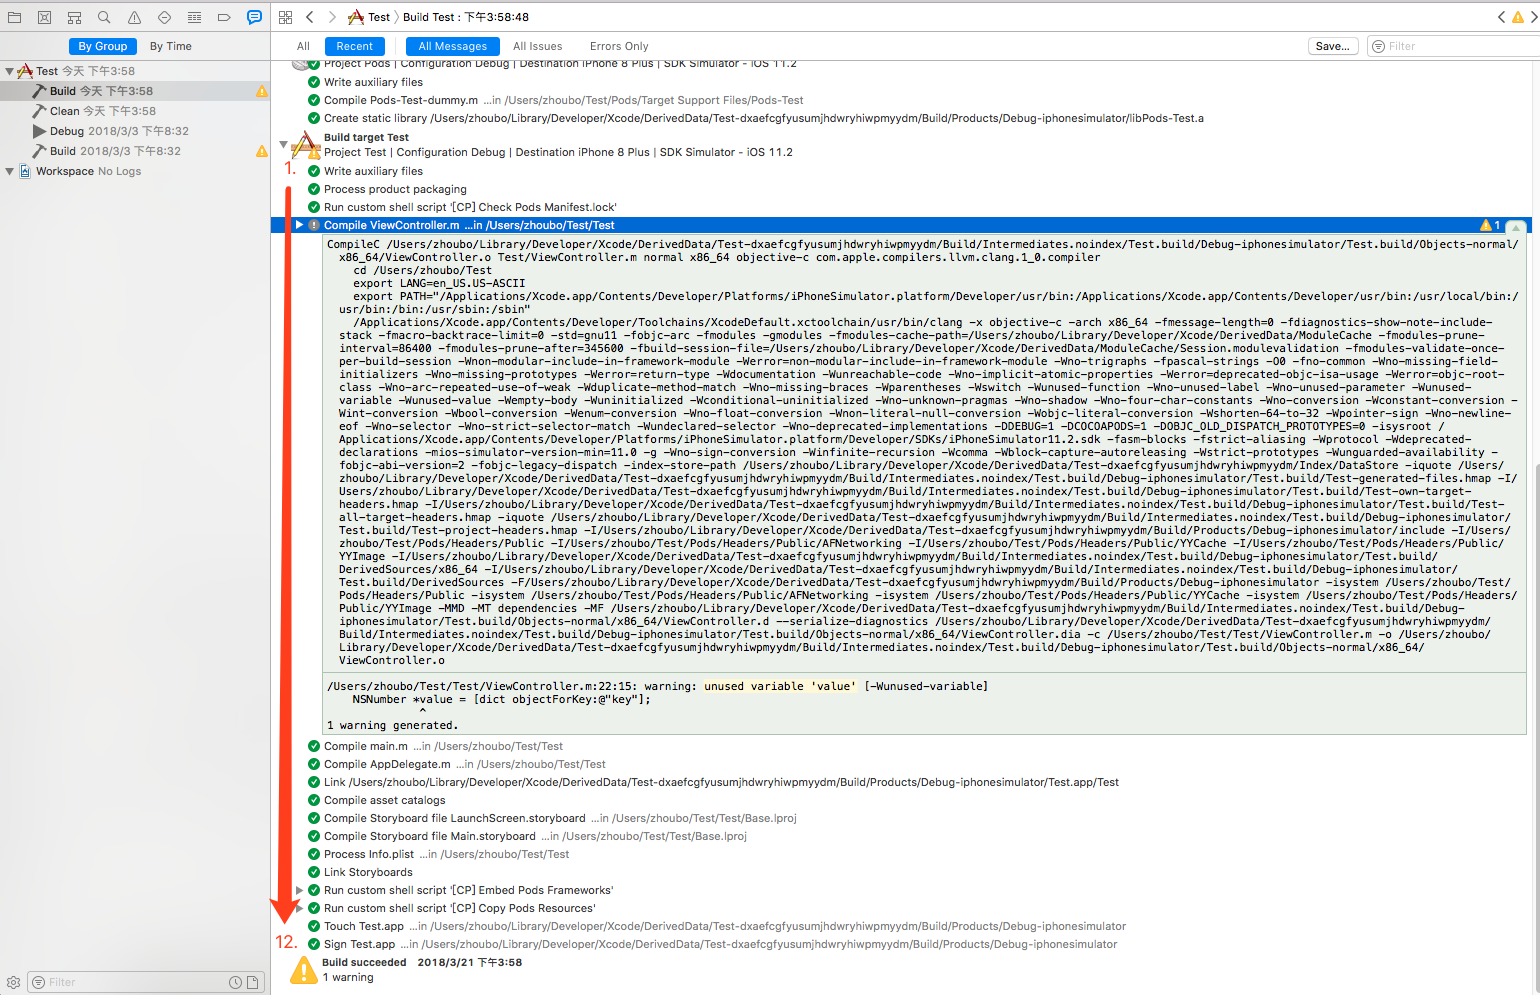 Test 〉 Build Test : 下午3:58:48
By Group By Time
All Recent All Messages All Issues Errors Only Save... Filter
Test 今天 下午3:58
Build 今天 下午3:58
Clean 今天 下午3:58
Debug 2018/3/3 下午8:32
Build 2018/3/3 下午8:32
Workspace No Logs
Filter
Project Pods | Configuration Debug | Destination iPhone 8 Plus | SDK Simulator - iOS 11.2
Write auxiliary files
Compile Pods-Test-dummy.m ...in /Users/zhoubo/Test/Pods/Target Support Files/Pods-Test
Create static library /Users/zhoubo/Library/Developer/Xcode/DerivedData/Test-dxaefcgfyusumjhdwryhiwpmyydm/Build/Products/Debug-iphonesimulator/libPods-Test.a
Build target Test
Project Test | Configuration Debug | Destination iPhone 8 Plus | SDK Simulator - iOS 11.2
1.
Write auxiliary files
Process product packaging
Run custom shell script '[CP] Check Pods Manifest.lock'
Compile ViewController.m ...in /Users/zhoubo/Test/Test 1
CompileC /Users/zhoubo/Library/Developer/Xcode/DerivedData/Test-dxaefcgfyusumjhdwryhiwpmyydm/Build/Intermediates.noindex/Test.build/Debug-iphonesimulator/Test.build/Objects-normal/
x86_64/ViewController.o Test/ViewController.m normal x86_64 objective-c com.apple.compilers.llvm.clang.1_0.compiler
cd /Users/zhoubo/Test
export LANG=en_US.US-ASCII
export PATH="/Applications/Xcode.app/Contents/Developer/Platforms/iPhoneSimulator.platform/Developer/usr/bin:/Applications/Xcode.app/Contents/Developer/usr/bin:/usr/local/bin:/
usr/bin:/bin:/usr/sbin:/sbin"
/Applications/Xcode.app/Contents/Developer/Toolchains/XcodeDefault.xctoolchain/usr/bin/clang -x objective-c -arch x86_64 -fmessage-length=0 -fdiagnostics-show-note-include-
stack -fmacro-backtrace-limit=0 -std=gnu11 -fobjc-arc -fmodules -gmodules -fmodules-cache-path=/Users/zhoubo/Library/Developer/Xcode/DerivedData/ModuleCache -fmodules-prune-
interval=86400 -fmodules-prune-after=345600 -fbuild-session-file=/Users/zhoubo/Library/Developer/Xcode/DerivedData/ModuleCache/Session.modulevalidation -fmodules-validate-once-
per-build-session -Wnon-modular-include-in-framework-module -Werror=non-modular-include-in-framework-module -Wno-trigraphs -fpascal-strings -O0 -fno-common -Wno-missing-field-
initializers -Wno-missing-prototypes -Werror=return-type -Wdocumentation -Wunreachable-code -Wno-implicit-atomic-properties -Werror=deprecated-objc-isa-usage -Werror=objc-root-
class -Wno-arc-repeated-use-of-weak -Wduplicate-method-match -Wno-missing-braces -Wparentheses -Wswitch -Wunused-function -Wno-unused-label -Wno-unused-parameter -Wunused-
variable -Wunused-value -Wempty-body -Wuninitialized -Wconditional-uninitialized -Wno-unknown-pragmas -Wno-shadow -Wno-four-char-constants -Wno-conversion -Wconstant-conversion -
Wint-conversion -Wbool-conversion -Wenum-conversion -Wno-float-conversion -Wnon-literal-null-conversion -Wobjc-literal-conversion -Wshorten-64-to-32 -Wpointer-sign -Wno-newline-
eof -Wno-selector -Wno-strict-selector-match -Wundeclared-selector -Wno-deprecated-implementations -DDEBUG=1 -DCOCOAPODS=1 -DOBJC_OLD_DISPATCH_PROTOTYPES=0 -isysroot /
Applications/Xcode.app/Contents/Developer/Platforms/iPhoneSimulator.platform/Developer/SDKs/iPhoneSimulator11.2.sdk -fasm-blocks -fstrict-aliasing -Wprotocol -Wdeprecated-
declarations -mios-simulator-version-min=11.0 -g -Wno-sign-conversion -Winfinite-recursion -Wcomma -Wblock-capture-autoreleasing -Wstrict-prototypes -Wunguarded-availability -
fobjc-abi-version=2 -fobjc-legacy-dispatch -index-store-path /Users/zhoubo/Library/Developer/Xcode/DerivedData/Test-dxaefcgfyusumjhdwryhiwpmyydm/Index/DataStore -iquote /Users/
zhoubo/Library/Developer/Xcode/DerivedData/Test-dxaefcgfyusumjhdwryhiwpmyydm/Build/Intermediates.noindex/Test.build/Debug-iphonesimulator/Test.build/Test-generated-files.hmap -I/
Users/zhoubo/Library/Developer/Xcode/DerivedData/Test-dxaefcgfyusumjhdwryhiwpmyydm/Build/Intermediates.noindex/Test.build/Debug-iphonesimulator/Test.build/Test-own-target-
headers.hmap -I/Users/zhoubo/Library/Developer/Xcode/DerivedData/Test-dxaefcgfyusumjhdwryhiwpmyydm/Build/Intermediates.noindex/Test.build/Debug-iphonesimulator/Test.build/Test-
all-target-headers.hmap -iquote /Users/zhoubo/Library/Developer/Xcode/DerivedData/Test-dxaefcgfyusumjhdwryhiwpmyydm/Build/Intermediates.noindex/Test.build/Debug-iphonesimulator/
Test.build/Test-project-headers.hmap -I/Users/zhoubo/Library/Developer/Xcode/DerivedData/Test-dxaefcgfyusumjhdwryhiwpmyydm/Build/Products/Debug-iphonesimulator/include -I/Users/
zhoubo/Test/Pods/Headers/Public -I/Users/zhoubo/Test/Pods/Headers/Public/AFNetworking -I/Users/zhoubo/Test/Pods/Headers/Public/YYCache -I/Users/zhoubo/Test/Pods/Headers/Public/
YYImage -I/Users/zhoubo/Library/Developer/Xcode/DerivedData/Test-dxaefcgfyusumjhdwryhiwpmyydm/Build/Intermediates.noindex/Test.build/Debug-iphonesimulator/Test.build/
DerivedSources/x86_64 -I/Users/zhoubo/Library/Developer/Xcode/DerivedData/Test-dxaefcgfyusumjhdwryhiwpmyydm/Build/Intermediates.noindex/Test.build/Debug-iphonesimulator/
Test.build/DerivedSources -F/Users/zhoubo/Library/Developer/Xcode/DerivedData/Test-dxaefcgfyusumjhdwryhiwpmyydm/Build/Products/Debug-iphonesimulator -isystem /Users/zhoubo/Test/
Pods/Headers/Public -isystem /Users/zhoubo/Test/Pods/Headers/Public/AFNetworking -isystem /Users/zhoubo/Test/Pods/Headers/Public/YYCache -isystem /Users/zhoubo/Test/Pods/Headers/
Public/YYImage -MMD -MT dependencies -MF /Users/zhoubo/Library/Developer/Xcode/DerivedData/Test-dxaefcgfyusumjhdwryhiwpmyydm/Build/Intermediates.noindex/Test.build/Debug-
iphonesimulator/Test.build/Objects-normal/x86_64/ViewController.d --serialize-diagnostics /Users/zhoubo/Library/Developer/Xcode/DerivedData/Test-dxaefcgfyusumjhdwryhiwpmyydm/
Build/Intermediates.noindex/Test.build/Debug-iphonesimulator/Test.build/Objects-normal/x86_64/ViewController.dia -c /Users/zhoubo/Test/Test/ViewController.m -o /Users/zhoubo/
Library/Developer/Xcode/DerivedData/Test-dxaefcgfyusumjhdwryhiwpmyydm/Build/Intermediates.noindex/Test.build/Debug-iphonesimulator/Test.build/Objects-normal/x86_64/
ViewController.o
/Users/zhoubo/Test/Test/ViewController.m:22:15: warning: unused variable 'value' [-Wunused-variable]
NSNumber *value = [dict objectForKey:@"key"];
^
1 warning generated.
Compile main.m ...in /Users/zhoubo/Test/Test
Compile AppDelegate.m ...in /Users/zhoubo/Test/Test
Link /Users/zhoubo/Library/Developer/Xcode/DerivedData/Test-dxaefcgfyusumjhdwryhiwpmyydm/Build/Products/Debug-iphonesimulator/Test.app/Test
Compile asset catalogs
Compile Storyboard file LaunchScreen.storyboard ...in /Users/zhoubo/Test/Test/Base.lproj
Compile Storyboard file Main.storyboard ...in /Users/zhoubo/Test/Test/Base.lproj
Process Info.plist ...in /Users/zhoubo/Test/Test
Link Storyboards
Run custom shell script '[CP] Embed Pods Frameworks'
Run custom shell script '[CP] Copy Pods Resources'
Touch Test.app ...in /Users/zhoubo/Library/Developer/Xcode/DerivedData/Test-dxaefcgfyusumjhdwryhiwpmyydm/Build/Products/Debug-iphonesimulator
12.
Sign Test.app ...in /Users/zhoubo/Library/Developer/Xcode/DerivedData/Test-dxaefcgfyusumjhdwryhiwpmyydm/Build/Products/Debug-iphonesimulator
Build succeeded 2018/3/21 下午3:58
1 warning